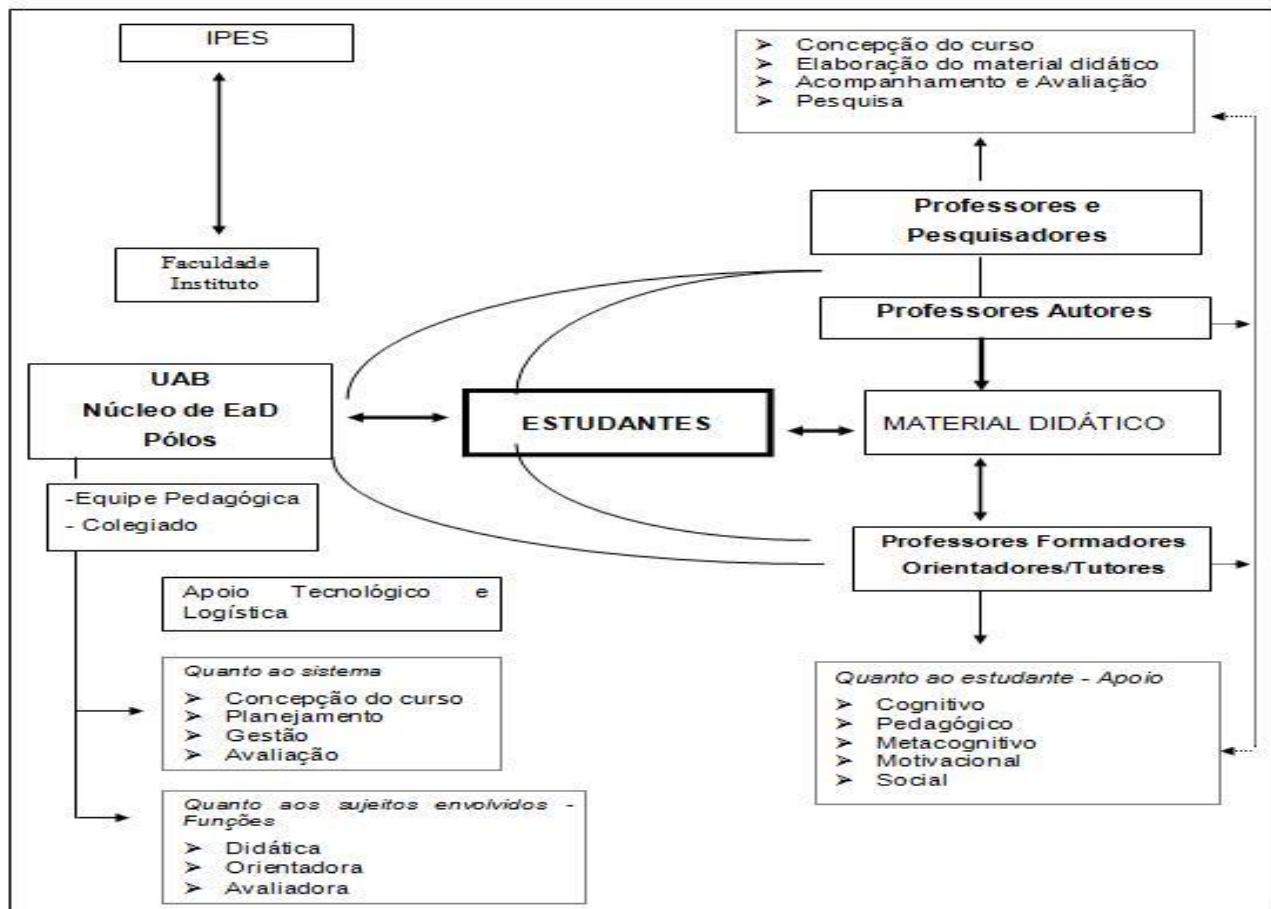 IPES
Faculdade
Instituto
UAB
Núcleo de EaD
Pólos
-Equipe Pedagógica
- Colegiado
Apoio Tecnológico e
Logística
Quanto ao sistema
➢ Concepção do curso
➢ Planejamento
➢ Gestão
➢ Avaliação
Quanto aos sujeitos envolvidos -
Funções
➢ Didática
➢ Orientadora
➢ Avaliadora
ESTUDANTES
➢ Concepção do curso
➢ Elaboração do material didático
➢ Acompanhamento e Avaliação
➢ Pesquisa
Professores e
Pesquisadores
Professores Autores
MATERIAL DIDÁTICO
Professores Formadores
Orientadores/Tutores
Quanto ao estudante - Apoio
➢ Cognitivo
➢ Pedagógico
➢ Metacognitivo
➢ Motivacional
➢ Social